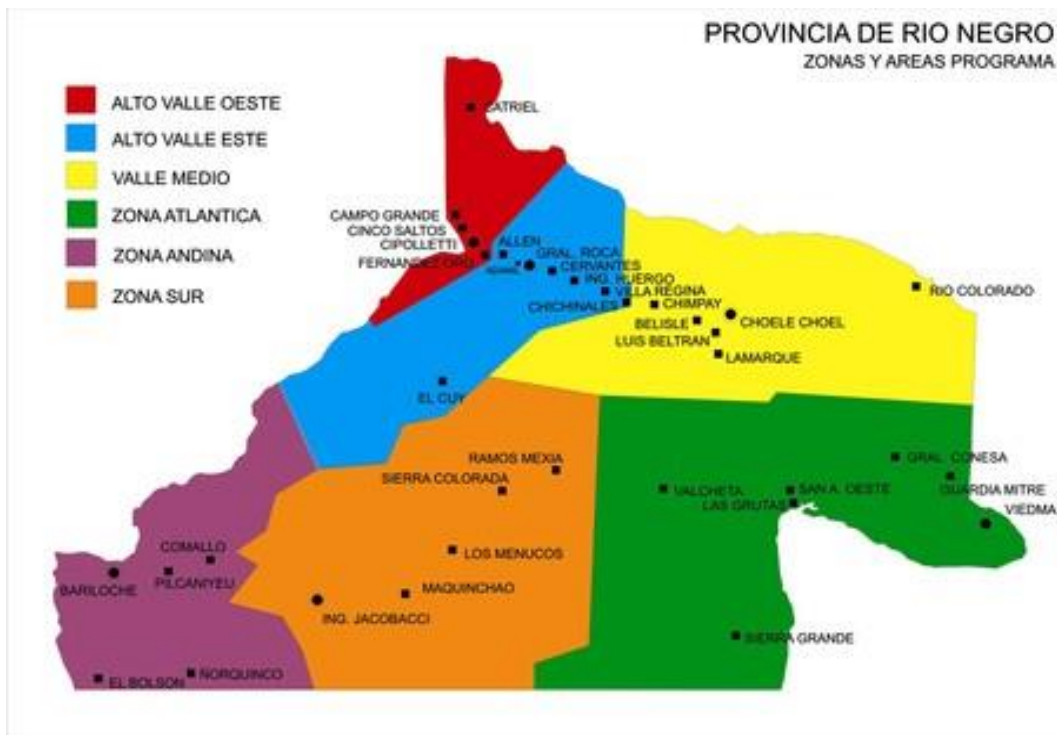 PROVINCIA DE RIO NEGRO
ZONAS Y AREAS PROGRAMA
ALTO VALLE OESTE
ALTO VALLE ESTE
VALLE MEDIO
ZONA ATLANTICA
ZONA ANDINA
ZONA SUR
CATRIEL
CAMPO GRANDE
CINCO SALTOS
CIPOLLETTI
FERNANDEZ ORO
ALLEN
GRAL. ROCA
CERVANTES
ING. HUERGO
VILLA REGINA
CHICHINALES
CHIMPAY
BELISLE
CHOELE CHOEL
LUIS BELTRAN
LAMARQUE
RIO COLORADO
EL CUY
RAMOS MEXIA
SIERRA COLORADA
GRAL. CONESA
VALCHETA
SAN A. OESTE
GUARDIA MITRE
LAS GRUTAS
VIEDMA
COMALLO
LOS MENUCOS
BARILOCHE
PILCANIYEU
MAQUINCHAO
ING. JACOBACCI
SIERRA GRANDE
EL BOLSON
ÑORQUINCO